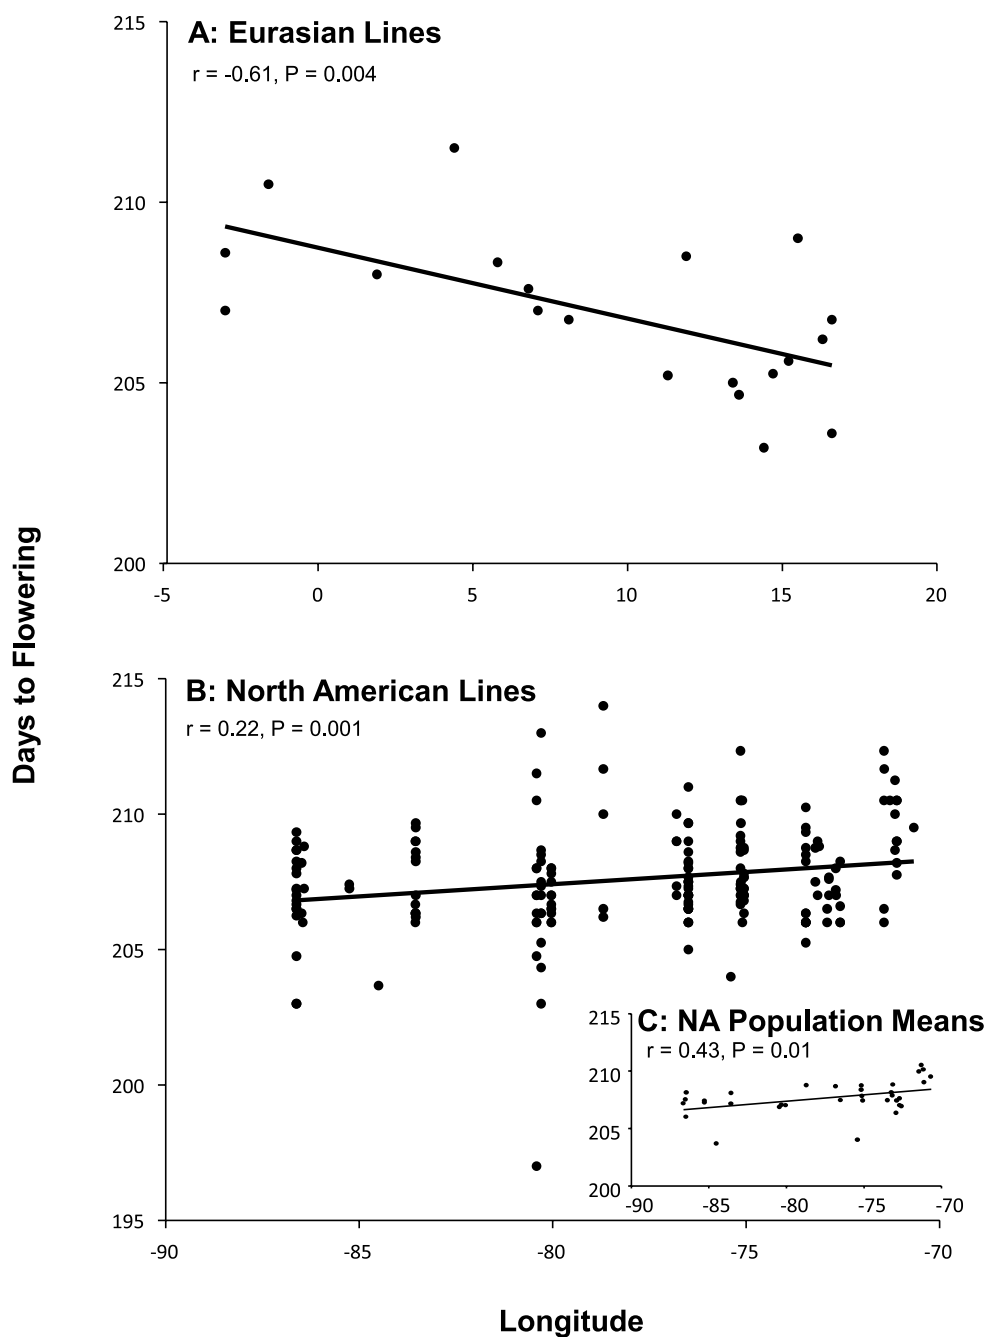 215
A: Eurasian Lines
r = -0.61, P = 0.004
210
205
200
-5 0 5 10 15 20
Days to Flowering
215
B: North American Lines
r = 0.22, P = 0.001
210
205
200
195
-90 -85 -80 -75 -70
215
C: NA Population Means
r = 0.43, P = 0.01
210
205
200
-90 -85 -80 -75 -70
Longitude